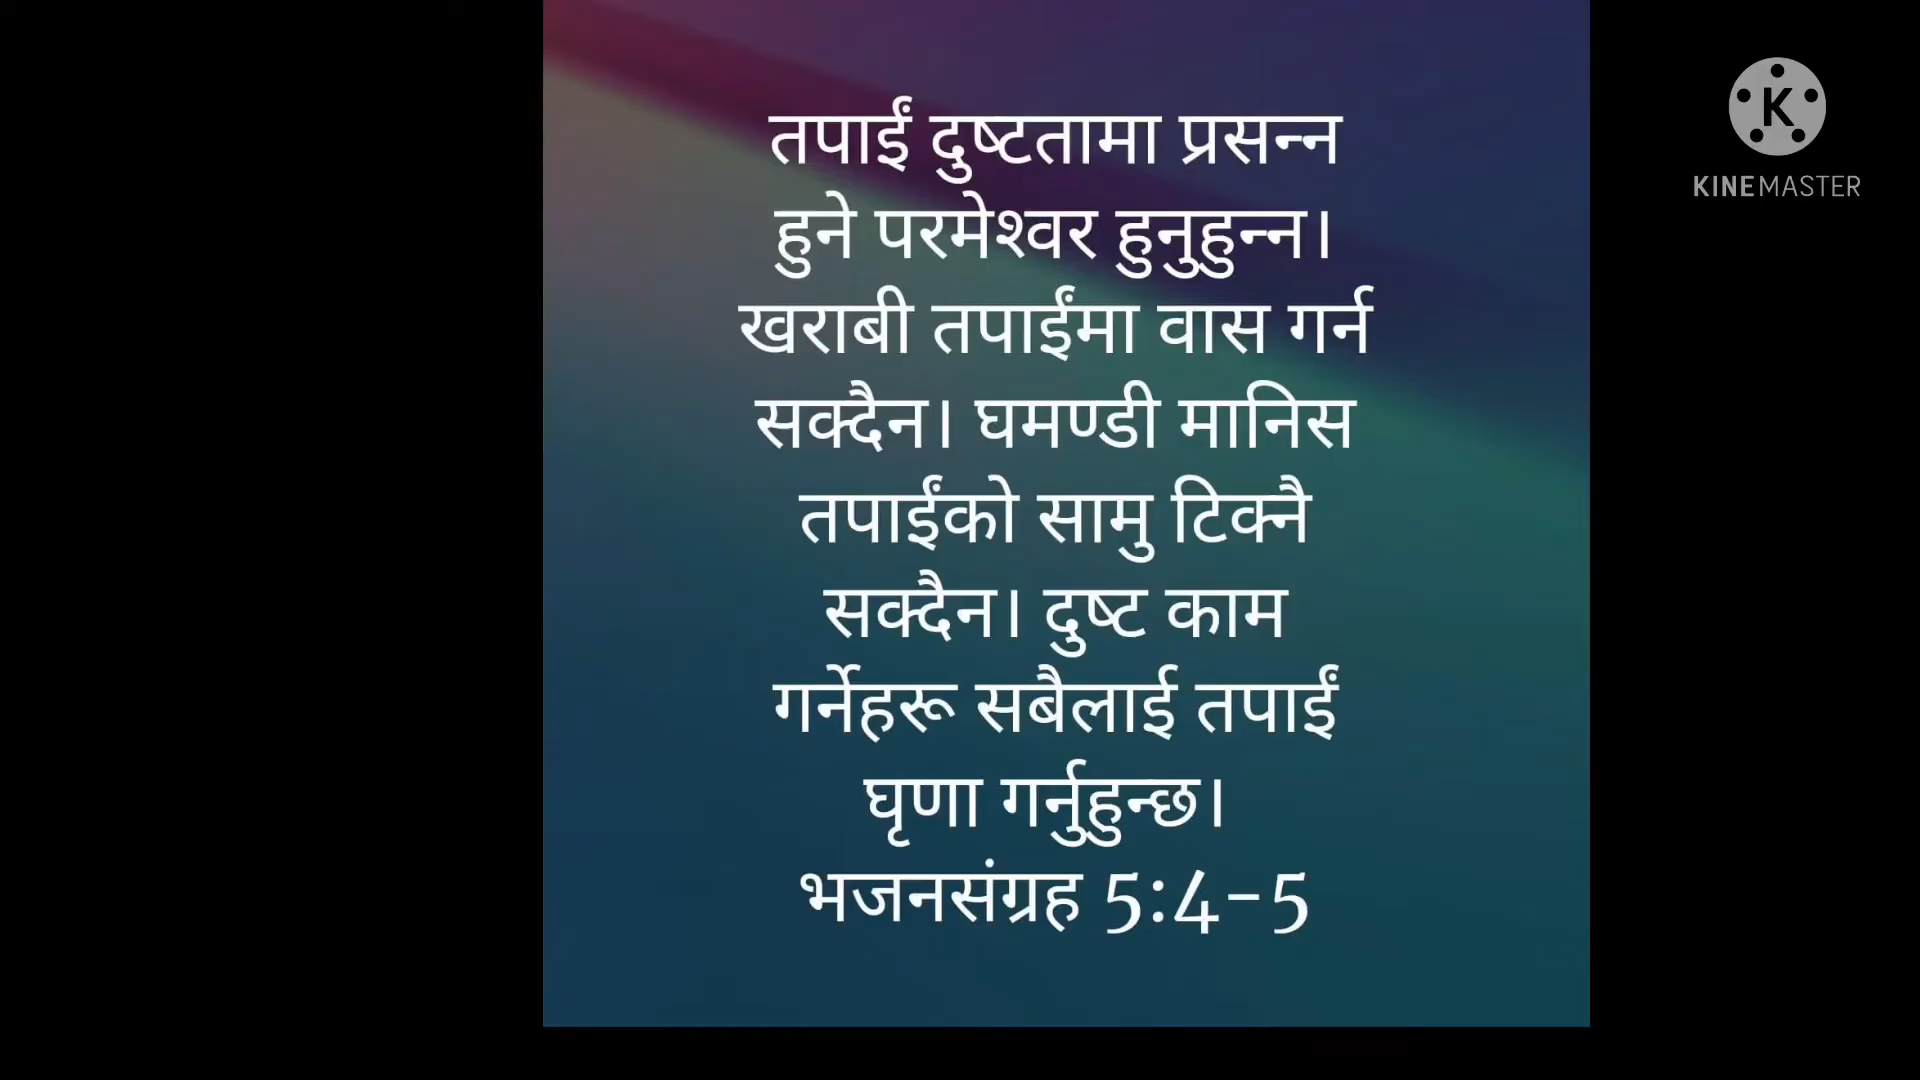 तपाईं दुष्टतामा प्रसन्न
हुने परमेश्वर हुनुहुन्न।
खराबी तपाईंमा वास गर्न
सक्दैन। घमण्डी मानिस
तपाईंको सामु टिक्नै
सक्दैन। दुष्ट काम
गर्नेहरू सबैलाई तपाईं
घृणा गर्नुहुन्छ।
भजनसंग्रह 5:4-5
K
KINEMASTER